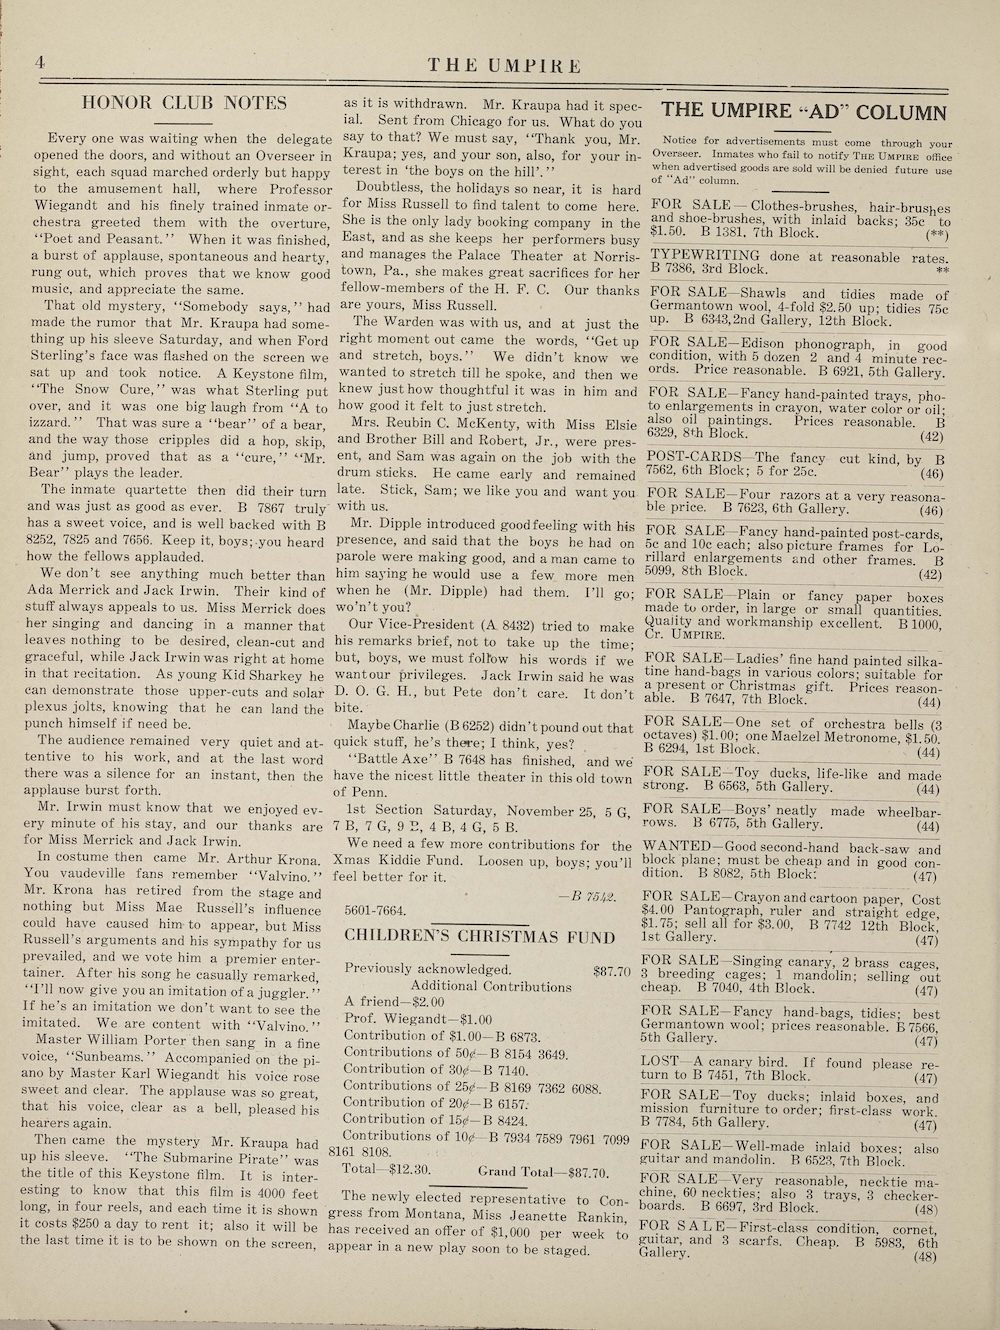 4
THE UMPIRE
HONOR CLUB NOTES
Every one was waiting when the delegate
opened the doors, and without an Overseer in
sight, each squad marched orderly but happy
to the amusement hall, where Professor
Wiegandt and his finely trained inmate or-
chestra greeted them with the overture,
“Poet and Peasant.” When it was finished,
a burst of applause, spontaneous and hearty,
rung out, which proves that we know good
music, and appreciate the same.
That old mystery, “Somebody says,” had
made the rumor that Mr. Kraupa had some-
thing up his sleeve Saturday, and when Ford
Sterling’s face was flashed on the screen we
sat up and took notice. A Keystone film,
“The Snow Cure,” was what Sterling put
over, and it was one big laugh from “A to
izzard.” That was sure a “bear” of a bear,
and the way those cripples did a hop, skip,
and jump, proved that as a “cure,” “Mr.
Bear” plays the leader.
The inmate quartette then did their turn
and was just as good as ever. B 7867 truly
has a sweet voice, and is well backed with B
8252, 7825 and 7656. Keep it, boys; you heard
how the fellows applauded.
We don’t see anything much better than
Ada Merrick and Jack Irwin. Their kind of
stuff always appeals to us. Miss Merrick does
her singing and dancing in a manner that
leaves nothing to be desired, clean-cut and
graceful, while Jack Irwin was right at home
in that recitation. As young Kid Sharkey he
can demonstrate those upper-cuts and solar
plexus jolts, knowing that he can land the
punch himself if need be.
The audience remained very quiet and at-
tentive to his work, and at the last word
there was a silence for an instant, then the
applause burst forth.
Mr. Irwin must know that we enjoyed ev-
ery minute of his stay, and our thanks are
for Miss Merrick and Jack Irwin.
In costume then came Mr. Arthur Krona.
You vaudeville fans remember “Valvino.”
Mr. Krona has retired from the stage and
nothing but Miss Mae Russell’s influence
could have caused him to appear, but Miss
Russell’s arguments and his sympathy for us
prevailed, and we vote him a premier enter-
tainer. After his song he casually remarked,
“I’ll now give you an imitation of a juggler.”
If he’s an imitation we don’t want to see the
imitated. We are content with “Valvino.”
Master William Porter then sang in a fine
voice, “Sunbeams.” Accompanied on the pi-
ano by Master Karl Wiegandt his voice rose
sweet and clear. The applause was so great,
that his voice, clear as a bell, pleased his
hearers again.
Then came the mystery Mr. Kraupa had
up his sleeve. “The Submarine Pirate” was
the title of this Keystone film. It is inter-
esting to know that this film is 4000 feet
long, in four reels, and each time it is shown
it costs $250 a day to rent it; also it will be
the last time it is to be shown on the screen,
as it is withdrawn. Mr. Kraupa had it spec-
ial. Sent from Chicago for us. What do you
say to that? We must say, “Thank you, Mr.
Kraupa; yes, and your son, also, for your in-
terest in ‘the boys on the hill’.”
Doubtless, the holidays so near, it is hard
for Miss Russell to find talent to come here.
She is the only lady booking company in the
East, and as she keeps her performers busy
and manages the Palace Theater at Norris-
town, Pa., she makes great sacrifices for her
fellow-members of the H. F. C. Our thanks
are yours, Miss Russell.
The Warden was with us, and at just the
right moment out came the words, “Get up
and stretch, boys.” We didn’t know we
wanted to stretch till he spoke, and then we
knew just how thoughtful it was in him and
how good it felt to just stretch.
Mrs. Reubin C. McKenty, with Miss Elsie
and Brother Bill and Robert, Jr., were pres-
ent, and Sam was again on the job with the
drum sticks. He came early and remained
late. Stick, Sam; we like you and want you
with us.
Mr. Dipple introduced good feeling with his
presence, and said that the boys he had on
parole were making good, and a man came to
him saying he would use a few more men
when he (Mr. Dipple) had them. I’ll go;
wo’n’t you?
Our Vice-President (A 8432) tried to make
his remarks brief, not to take up the time;
but, boys, we must follow his words if we
want our privileges. Jack Irwin said he was
D. O. G. H., but Pete don’t care. It don’t
bite.
Maybe Charlie (B 6252) didn’t pound out that
quick stuff, he’s there; I think, yes?
“Battle Axe” B 7648 has finished, and we
have the nicest little theater in this old town
of Penn.
1st Section Saturday, November 25, 5 G,
7 B, 7 G, 9 B, 4 B, 4 G, 5 B.
We need a few more contributions for the
Xmas Kiddie Fund. Loosen up, boys; you’ll
feel better for it.
—B 7542.
5601-7664.
CHILDREN’S CHRISTMAS FUND
Previously acknowledged. $87.70
Additional Contributions
A friend—$2.00
Prof. Wiegandt—$1.00
Contribution of $1.00—B 6873.
Contributions of 50¢—B 8154 3649.
Contribution of 30¢—B 7140.
Contributions of 25¢—B 8169 7362 6088.
Contribution of 20¢—B 6157.
Contribution of 15¢—B 8424.
Contributions of 10¢—B 7934 7589 7961 7099
8161 8108.
Total—$12.30. Grand Total—$87.70.
The newly elected representative to Con-
gress from Montana, Miss Jeanette Rankin,
has received an offer of $1,000 per week to
appear in a new play soon to be staged.
THE UMPIRE “AD” COLUMN
Notice for advertisements must come through your
Overseer. Inmates who fail to notify THE UMPIRE office
when advertised goods are sold will be denied future use
of “Ad” column.
FOR SALE — Clothes-brushes, hair-brushes
and shoe-brushes, with inlaid backs; 35c to
$1.50. B 1381, 7th Block. (**)
TYPEWRITING done at reasonable rates.
B 7386, 3rd Block. **
FOR SALE—Shawls and tidies made of
Germantown wool, 4-fold $2.50 up; tidies 75c
up. B 6343, 2nd Gallery, 12th Block.
FOR SALE—Edison phonograph, in good
condition, with 5 dozen 2 and 4 minute rec-
ords. Price reasonable. B 6921, 5th Gallery.
FOR SALE—Fancy hand-painted trays, pho-
to enlargements in crayon, water color or oil;
also oil paintings. Prices reasonable. B
6329, 8th Block. (42)
POST-CARDS—The fancy cut kind, by B
7562, 6th Block; 5 for 25c. (46)
FOR SALE—Four razors at a very reasona-
ble price. B 7623, 6th Gallery. (46)
FOR SALE—Fancy hand-painted post-cards,
5c and 10c each; also picture frames for Lo-
rillard enlargements and other frames. B
5099, 8th Block. (42)
FOR SALE—Plain or fancy paper boxes
made to order, in large or small quantities.
Quality and workmanship excellent. B 1000,
Cr. UMPIRE.
FOR SALE—Ladies’ fine hand painted silka-
tine hand-bags in various colors; suitable for
a present or Christmas gift. Prices reason-
able. B 7647, 7th Block. (44)
FOR SALE—One set of orchestra bells (3
octaves) $1.00; one Maelzel Metronome, $1.50.
B 6294, 1st Block. (44)
FOR SALE—Toy ducks, life-like and made
strong. B 6563, 5th Gallery. (44)
FOR SALE—Boys’ neatly made wheelbar-
rows. B 6775, 5th Gallery. (44)
WANTED—Good second-hand back-saw and
block plane; must be cheap and in good con-
dition. B 8082, 5th Block: (47)
FOR SALE—Crayon and cartoon paper, Cost
$4.00 Pantograph, ruler and straight edge,
$1.75; sell all for $3.00, B 7742 12th Block,
1st Gallery. (47)
FOR SALE—Singing canary, 2 brass cages,
3 breeding cages; 1 mandolin; selling out
cheap. B 7040, 4th Block. (47)
FOR SALE—Fancy hand-bags, tidies; best
Germantown wool; prices reasonable. B 7566,
5th Gallery. (47)
LOST—A canary bird. If found please re-
turn to B 7451, 7th Block. (47)
FOR SALE—Toy ducks; inlaid boxes, and
mission furniture to order; first-class work.
B 7784, 5th Gallery. (47)
FOR SALE—Well-made inlaid boxes; also
guitar and mandolin. B 6523, 7th Block.
FOR SALE—Very reasonable, necktie ma-
chine, 60 neckties; also 3 trays, 3 checker-
boards. B 6697, 3rd Block. (48)
FOR SALE—First-class condition, cornet,
guitar, and 3 scarfs. Cheap. B 5983, 6th
Gallery. (48)